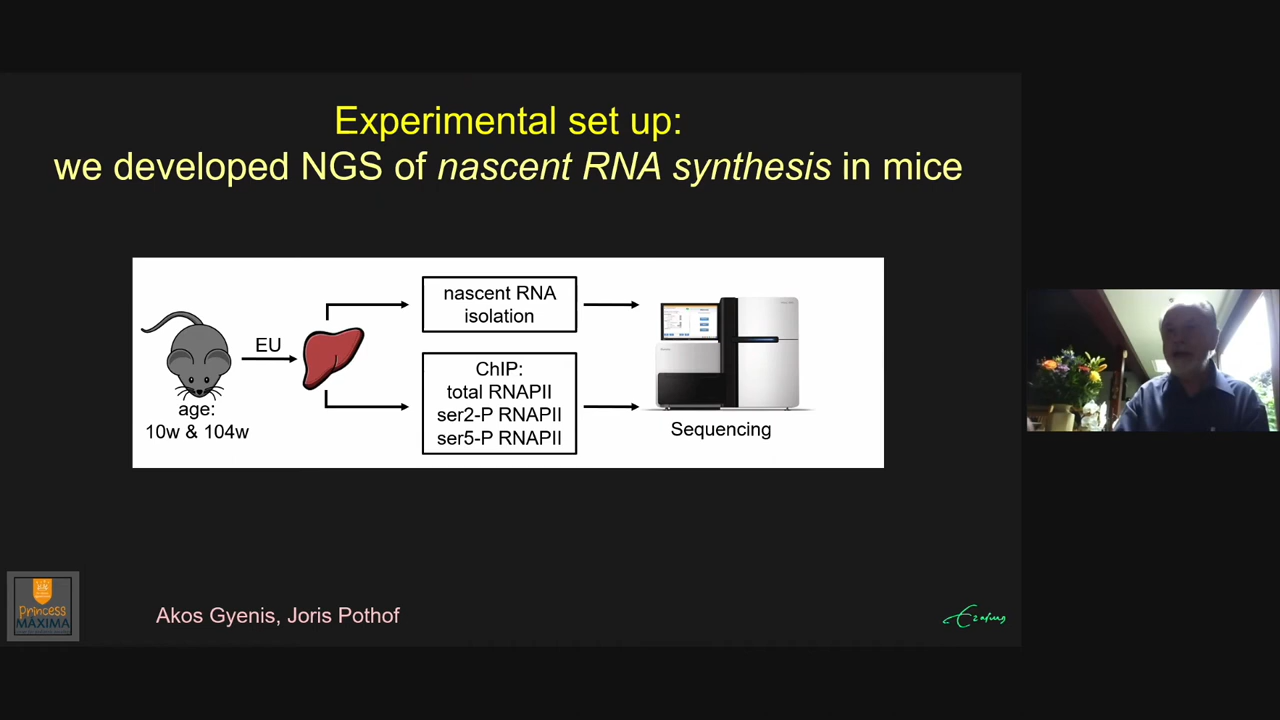 Experimental set up:
we developed NGS of nascent RNA synthesis in mice
nascent RNA
isolation
EU
ChIP:
total RNAPII
ser2-P RNAPII
ser5-P RNAPII
age:
10w & 104w
Sequencing
Princess
MÁXIMA
Akos Gyenis, Joris Pothof
Erasmus